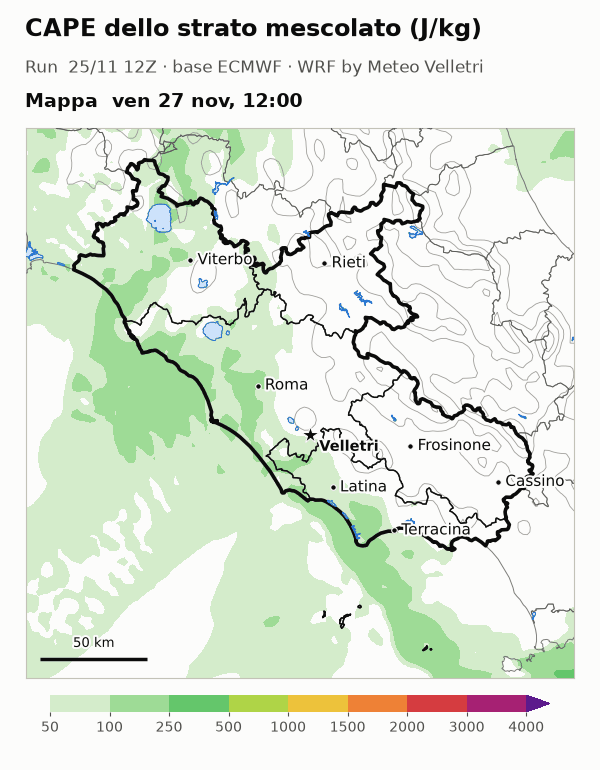 CAPE dello strato mescolato (J/kg)
Run  25/11 12Z · base ECMWF · WRF by Meteo Velletri
Mappa  ven 27 nov, 12:00
Viterbo
Rieti
Roma
Velletri
Frosinone
Cassino
Latina
Terracina
50 km
50 100 250 500 1000 1500 2000 3000 4000